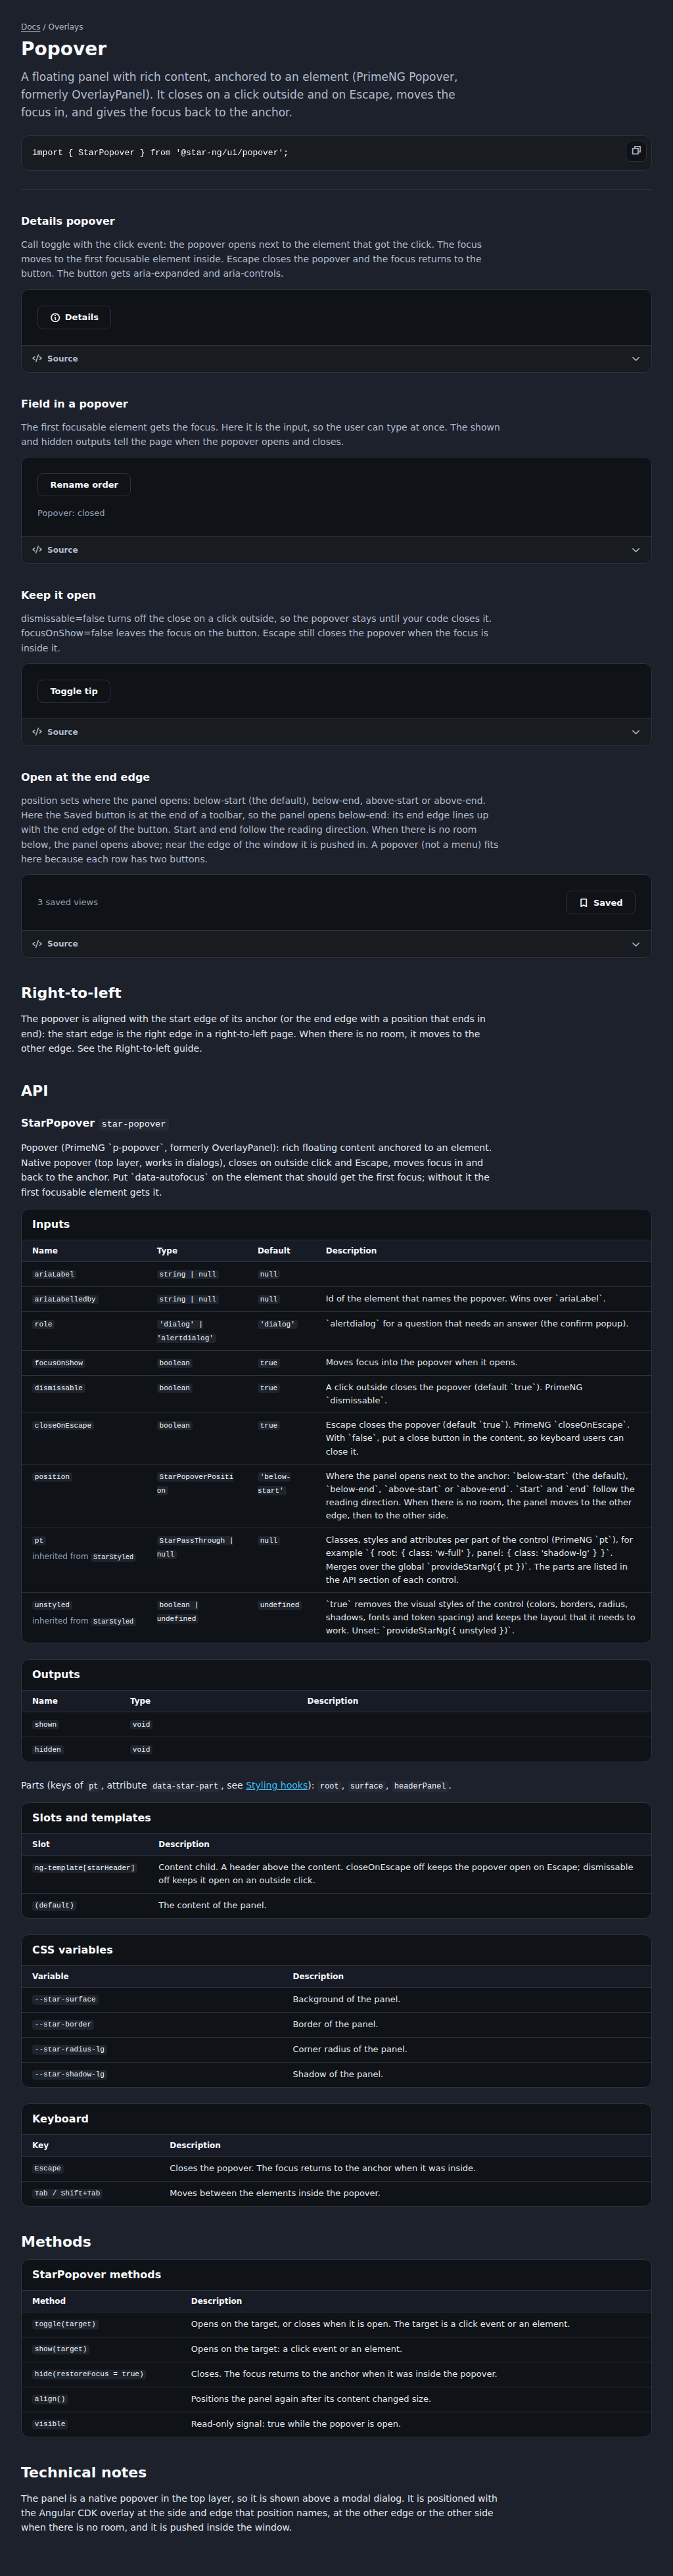 Docs / Overlays
Popover
A floating panel with rich content, anchored to an element (PrimeNG Popover,
formerly OverlayPanel). It closes on a click outside and on Escape, moves the
focus in, and gives the focus back to the anchor.
import { StarPopover } from '@star-ng/ui/popover';
Details popover
Call toggle with the click event: the popover opens next to the element that got the click. The focus
moves to the first focusable element inside. Escape closes the popover and the focus returns to the
button. The button gets aria-expanded and aria-controls.
Details
Source
Field in a popover
The first focusable element gets the focus. Here it is the input, so the user can type at once. The shown
and hidden outputs tell the page when the popover opens and closes.
Rename order
Popover: closed
Source
Keep it open
dismissable=false turns off the close on a click outside, so the popover stays until your code closes it.
focusOnShow=false leaves the focus on the button. Escape still closes the popover when the focus is
inside it.
Toggle tip
Source
Open at the end edge
position sets where the panel opens: below-start (the default), below-end, above-start or above-end.
Here the Saved button is at the end of a toolbar, so the panel opens below-end: its end edge lines up
with the end edge of the button. Start and end follow the reading direction. When there is no room
below, the panel opens above; near the edge of the window it is pushed in. A popover (not a menu) fits
here because each row has two buttons.
3 saved views
Saved
Source
Right-to-left
The popover is aligned with the start edge of its anchor (or the end edge with a position that ends in
end): the start edge is the right edge in a right-to-left page. When there is no room, it moves to the
other edge. See the Right-to-left guide.
API
StarPopover star-popover
Popover (PrimeNG `p-popover`, formerly OverlayPanel): rich floating content anchored to an element.
Native popover (top layer, works in dialogs), closes on outside click and Escape, moves focus in and
back to the anchor. Put `data-autofocus` on the element that should get the first focus; without it the
first focusable element gets it.
Inputs
Name Type Default Description
ariaLabel string | null null
ariaLabelledby string | null null Id of the element that names the popover. Wins over `ariaLabel`.
role 'dialog' | 'dialog' `alertdialog` for a question that needs an answer (the confirm popup).
'alertdialog'
focusOnShow boolean true Moves focus into the popover when it opens.
dismissable boolean true A click outside closes the popover (default `true`). PrimeNG
`dismissable`.
closeOnEscape boolean true Escape closes the popover (default `true`). PrimeNG `closeOnEscape`.
With `false`, put a close button in the content, so keyboard users can
close it.
position StarPopoverPositi 'below- Where the panel opens next to the anchor: `below-start` (the default),
on start' `below-end`, `above-start` or `above-end`. `start` and `end` follow the
reading direction. When there is no room, the panel moves to the other
edge, then to the other side.
pt StarPassThrough | null Classes, styles and attributes per part of the control (PrimeNG `pt`), for
inherited from StarStyled null example `{ root: { class: 'w-full' }, panel: { class: 'shadow-lg' } }`.
Merges over the global `provideStarNg({ pt })`. The parts are listed in
the API section of each control.
unstyled boolean | undefined `true` removes the visual styles of the control (colors, borders, radius,
inherited from StarStyled undefined shadows, fonts and token spacing) and keeps the layout that it needs to
work. Unset: `provideStarNg({ unstyled })`.
Outputs
Name Type Description
shown void
hidden void
Parts (keys of pt, attribute data-star-part, see Styling hooks): root, surface, headerPanel.
Slots and templates
Slot Description
ng-template[starHeader] Content child. A header above the content. closeOnEscape off keeps the popover open on Escape; dismissable
off keeps it open on an outside click.
(default) The content of the panel.
CSS variables
Variable Description
--star-surface Background of the panel.
--star-border Border of the panel.
--star-radius-lg Corner radius of the panel.
--star-shadow-lg Shadow of the panel.
Keyboard
Key Description
Escape Closes the popover. The focus returns to the anchor when it was inside.
Tab / Shift+Tab Moves between the elements inside the popover.
Methods
StarPopover methods
Method Description
toggle(target) Opens on the target, or closes when it is open. The target is a click event or an element.
show(target) Opens on the target: a click event or an element.
hide(restoreFocus = true) Closes. The focus returns to the anchor when it was inside the popover.
align() Positions the panel again after its content changed size.
visible Read-only signal: true while the popover is open.
Technical notes
The panel is a native popover in the top layer, so it is shown above a modal dialog. It is positioned with
the Angular CDK overlay at the side and edge that position names, at the other edge or the other side
when there is no room, and it is pushed inside the window.